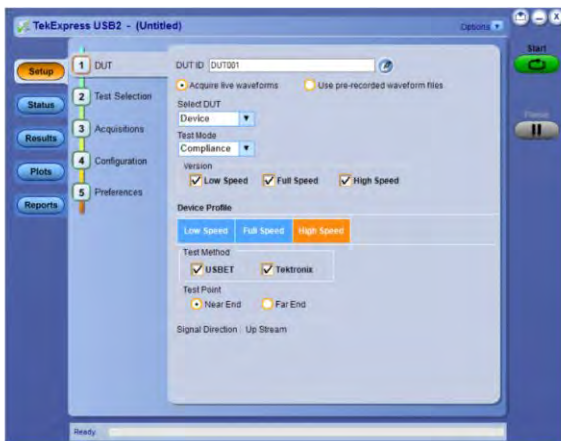 TekExpress USB2 - (Untitled)
Options
Start
Setup
Status
Results
Plots
Reports
1 DUT
2 Test Selection
3 Acquisitions
4 Configuration
5 Preferences
DUT ID DUT001
Acquire live waveforms Use pre-recorded waveform files
Select DUT
Device
Test Mode
Compliance
Version
Low Speed Full Speed High Speed
Device Profile
Low Speed Full Speed High Speed
Test Method
USBET Tektronix
Test Point
Near End Far End
Signal Direction : Up Stream
Pause
Ready